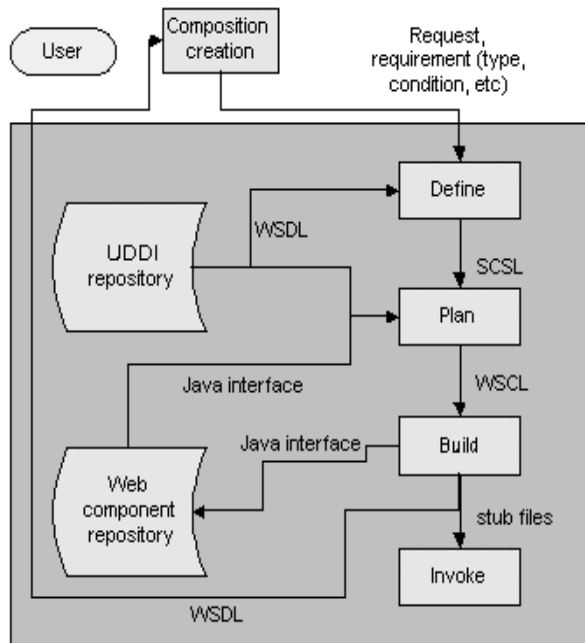 User
Composition
creation
Request,
requirement (type,
condition, etc)
Define
WSDL
UDDI
repository
SCSL
Plan
Java interface
WSCL
Java interface
Build
Web
component
repository
stub files
Invoke
WSDL